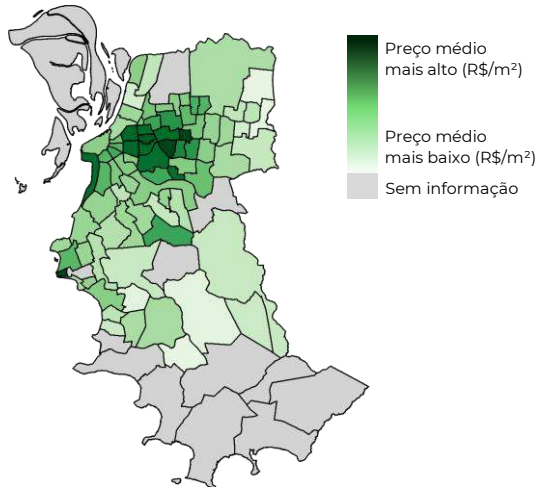 Preço médio
mais alto (R$/m²)
Preço médio
mais baixo (R$/m²)
Sem informação